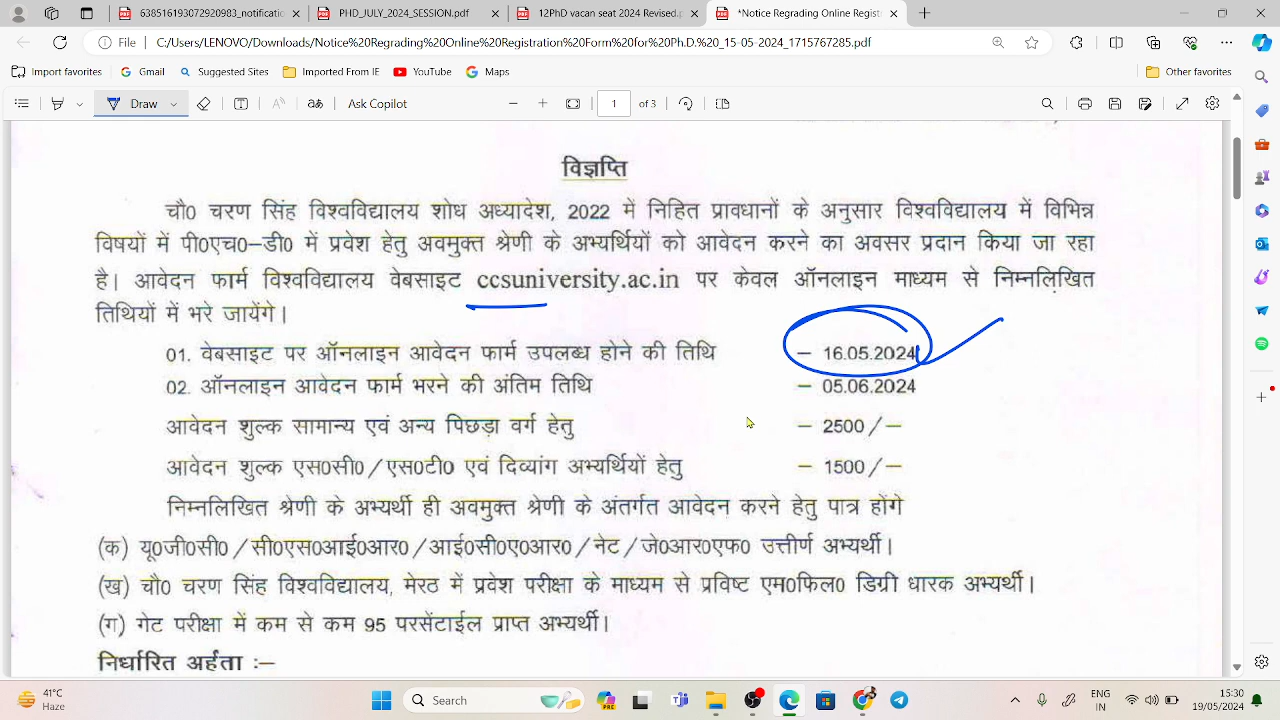 638516193072920983_notificatio
PHD_JULY_2024_SESSION.pdf
12PhD vacan seat 2024 Revised.p
*Notice Regrading Online Regist
File
C:/Users/LENOVO/Downloads/Notice%20Regrading%20Online%20Registration%20Form%20for%20Ph.D.%20_15-05-2024_1715767285.pdf
Import favorites
Gmail
Suggested Sites
Imported From IE
YouTube
Maps
Other favorites
Draw
Ask Copilot
1 of 3
विज्ञप्ति
चौ0 चरण सिंह विश्वविद्यालय शोध अध्यादेश, 2022 में निहित प्रावधानों के अनुसार विश्वविद्यालय में विभिन्न
विषयों में पी0एच0–डी0 में प्रवेश हेतु अवमुक्त श्रेणी के अभ्यर्थियों को आवेदन करने का अवसर प्रदान किया जा रहा
है। आवेदन फार्म विश्वविद्यालय वेबसाइट ccsuniversity.ac.in पर केवल ऑनलाइन माध्यम से निम्नलिखित
तिथियों में भरे जायेंगे।
01. वेबसाइट पर ऑनलाइन आवेदन फार्म उपलब्ध होने की तिथि – 16.05.2024
02. ऑनलाइन आवेदन फार्म भरने की अंतिम तिथि – 05.06.2024
आवेदन शुल्क सामान्य एवं अन्य पिछड़ा वर्ग हेतु – 2500/–
आवेदन शुल्क एस0सी0/एस0टी0 एवं दिव्यांग अभ्यर्थियों हेतु – 1500/–
निम्नलिखित श्रेणी के अभ्यर्थी ही अवमुक्त श्रेणी के अंतर्गत आवेदन करने हेतु पात्र होंगे
(क) यू0जी0सी0/सी0एस0आई0आर0/आई0सी0ए0आर0/नेट/जे0आर0एफ0 उत्तीर्ण अभ्यर्थी।
(ख) चौ0 चरण सिंह विश्वविद्यालय, मेरठ में प्रवेश परीक्षा के माध्यम से प्रविष्ट एम0फिल0 डिग्री धारक अभ्यर्थी।
(ग) गेट परीक्षा में कम से कम 95 परसेंटाईल प्राप्त अभ्यर्थी।
निर्धारित अर्हता :–
41°C
Haze
Search
ENG
IN
13:30
19/05/2024